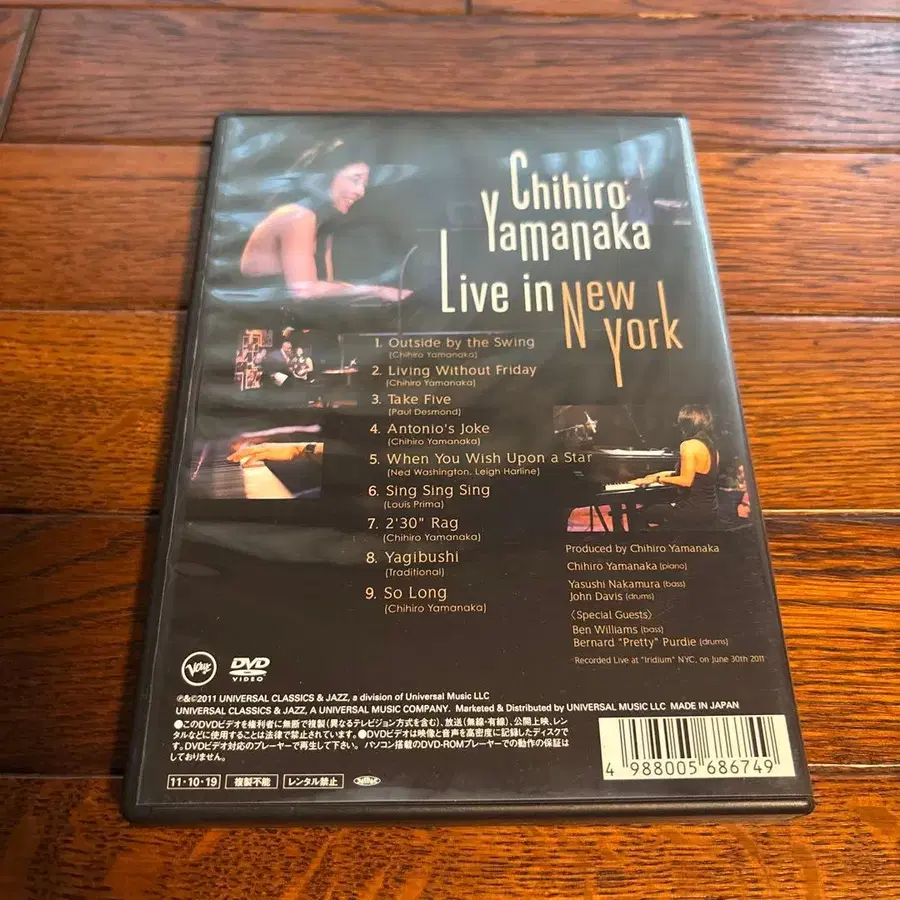 Chihiro
Yamanaka
Live in New
York
1. Outside by the Swing
(Chihiro Yamanaka)
2. Living Without Friday
(Chihiro Yamanaka)
3. Take Five
(Paul Desmond)
4. Antonio's Joke
(Chihiro Yamanaka)
5. When You Wish Upon a Star
(Ned Washington, Leigh Harline)
6. Sing Sing Sing
(Louis Prima)
7. 2'30" Rag
(Chihiro Yamanaka)
8. Yagibushi
(Traditional)
9. So Long
(Chihiro Yamanaka)
Produced by Chihiro Yamanaka
Chihiro Yamanaka (piano)
Yasushi Nakamura (bass)
John Davis (drums)
〈Special Guests〉
Ben Williams (bass)
Bernard "Pretty" Purdie (drums)
Recorded Live at "Iridium" NYC, on June 30th 2011
Verve
DVD
VIDEO
℗&©2011 UNIVERSAL CLASSICS & JAZZ, a division of Universal Music LLC
UNIVERSAL CLASSICS & JAZZ, A UNIVERSAL MUSIC COMPANY. Marketed & Distributed by UNIVERSAL MUSIC LLC MADE IN JAPAN
●このDVDビデオを権利者に無断で複製(異なるテレビジョン方式を含む)、放送(無線・有線)、公開上映、レン
タルなどに使用することは法律で禁止されています。●DVDビデオは映像と音声を高密度に記録したディスクで
す。DVDビデオ対応のプレーヤーで再生して下さい。パソコン搭載のDVD-ROMプレーヤーでの動作の保証は
しておりません。
11・10・19 複製不能 レンタル禁止
4 988005 686749